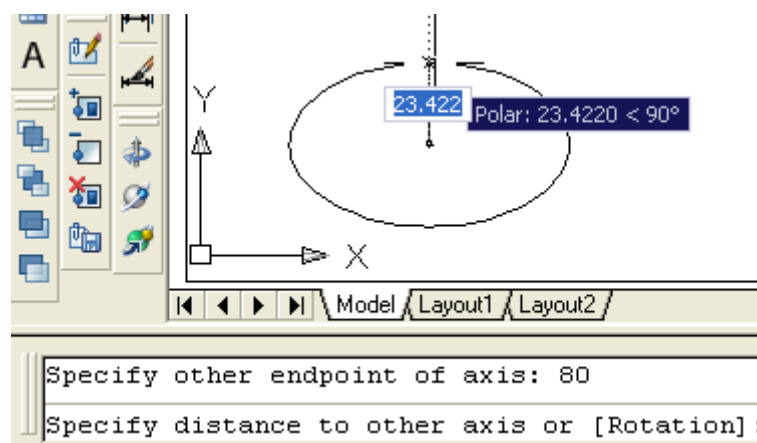 A
Y
23.422
Polar: 23.4220 < 90°
X
Model
Layout1
Layout2
Specify other endpoint of axis: 80
Specify distance to other axis or [Rotation]: